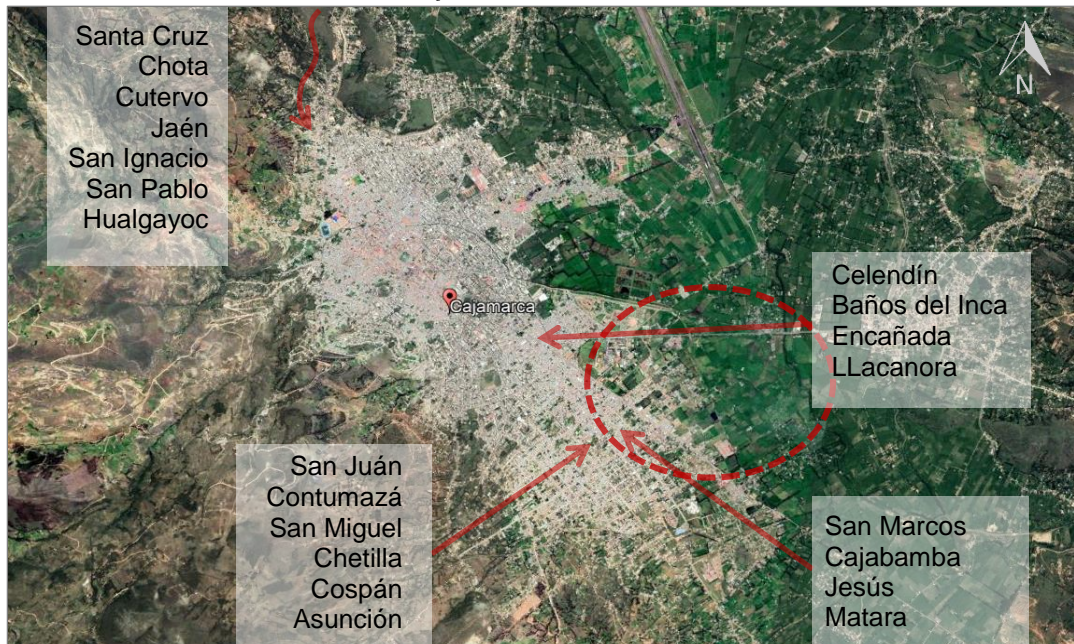 Santa Cruz
Chota
Cutervo
Jaén
San Ignacio
San Pablo
Hualgayoc
N
Cajamarca
Celendín
Baños del Inca
Encañada
LLacanora
San Juán
Contumazá
San Miguel
Chetilla
Cospán
Asunción
San Marcos
Cajabamba
Jesús
Matara